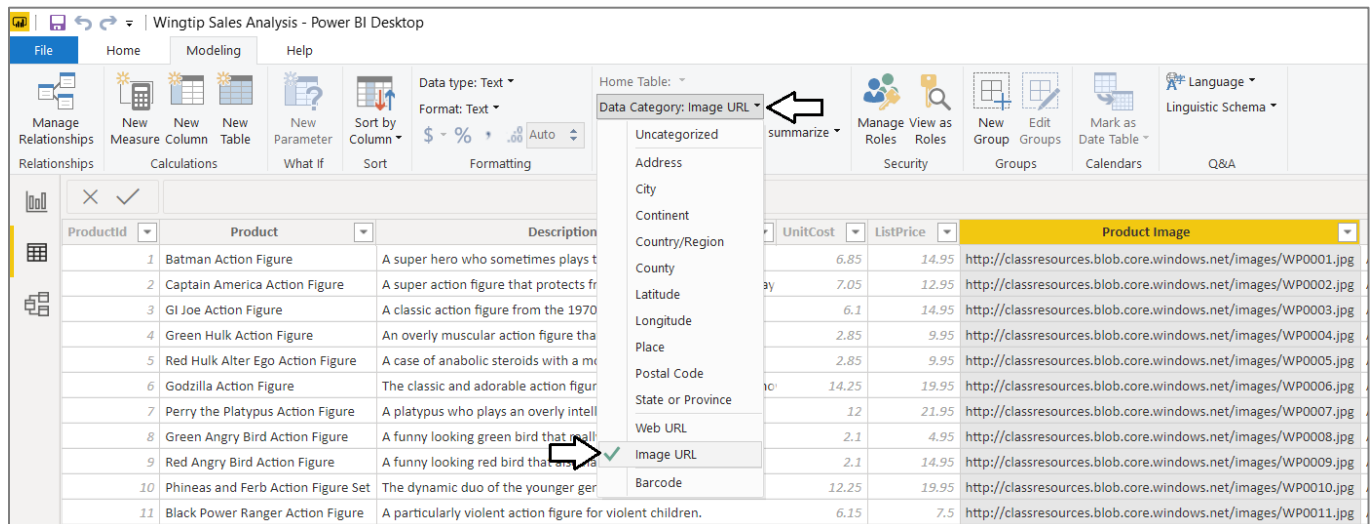 Wingtip Sales Analysis - Power BI Desktop
File Home Modeling Help
Manage Relationships
New Measure
New Column
New Table
New Parameter
Sort by Column
Data type: Text
Format: Text
$ % , .00 Auto
Home Table:
Data Category: Image URL
summarize
Manage Roles
View as Roles
New Group
Edit Groups
Mark as Date Table
Language
Linguistic Schema
Relationships Calculations What If Sort Formatting Security Groups Calendars Q&A
Uncategorized
Address
City
Continent
Country/Region
County
Latitude
Longitude
Place
Postal Code
State or Province
Web URL
Image URL
Barcode
ProductId Product Description UnitCost ListPrice Product Image
1 Batman Action Figure A super hero who sometimes plays t 6.85 14.95 http://classresources.blob.core.windows.net/images/WP0001.jpg
2 Captain America Action Figure A super action figure that protects fr ay 7.05 12.95 http://classresources.blob.core.windows.net/images/WP0002.jpg
3 GI Joe Action Figure A classic action figure from the 1970 6.1 14.95 http://classresources.blob.core.windows.net/images/WP0003.jpg
4 Green Hulk Action Figure An overly muscular action figure tha 2.85 9.95 http://classresources.blob.core.windows.net/images/WP0004.jpg
5 Red Hulk Alter Ego Action Figure A case of anabolic steroids with a mo 2.85 9.95 http://classresources.blob.core.windows.net/images/WP0005.jpg
6 Godzilla Action Figure The classic and adorable action figur 14.25 19.95 http://classresources.blob.core.windows.net/images/WP0006.jpg
7 Perry the Platypus Action Figure A platypus who plays an overly intell 12 21.95 http://classresources.blob.core.windows.net/images/WP0007.jpg
8 Green Angry Bird Action Figure A funny looking green bird that really 2.1 4.95 http://classresources.blob.core.windows.net/images/WP0008.jpg
9 Red Angry Bird Action Figure A funny looking red bird that 2.1 14.95 http://classresources.blob.core.windows.net/images/WP0009.jpg
10 Phineas and Ferb Action Figure Set The dynamic duo of the younger ger 12.25 19.95 http://classresources.blob.core.windows.net/images/WP0010.jpg
11 Black Power Ranger Action Figure A particularly violent action figure for violent children. 6.15 7.5 http://classresources.blob.core.windows.net/images/WP0011.jpg